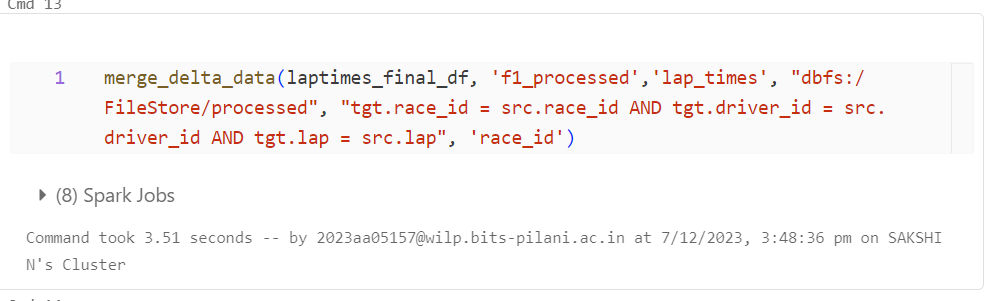 Cmd 13
1 merge_delta_data(laptimes_final_df, 'f1_processed','lap_times', "dbfs:/
FileStore/processed", "tgt.race_id = src.race_id AND tgt.driver_id = src.
driver_id AND tgt.lap = src.lap", 'race_id')
(8) Spark Jobs
Command took 3.51 seconds -- by 2023aa05157@wilp.bits-pilani.ac.in at 7/12/2023, 3:48:36 pm on SAKSHI
N's Cluster